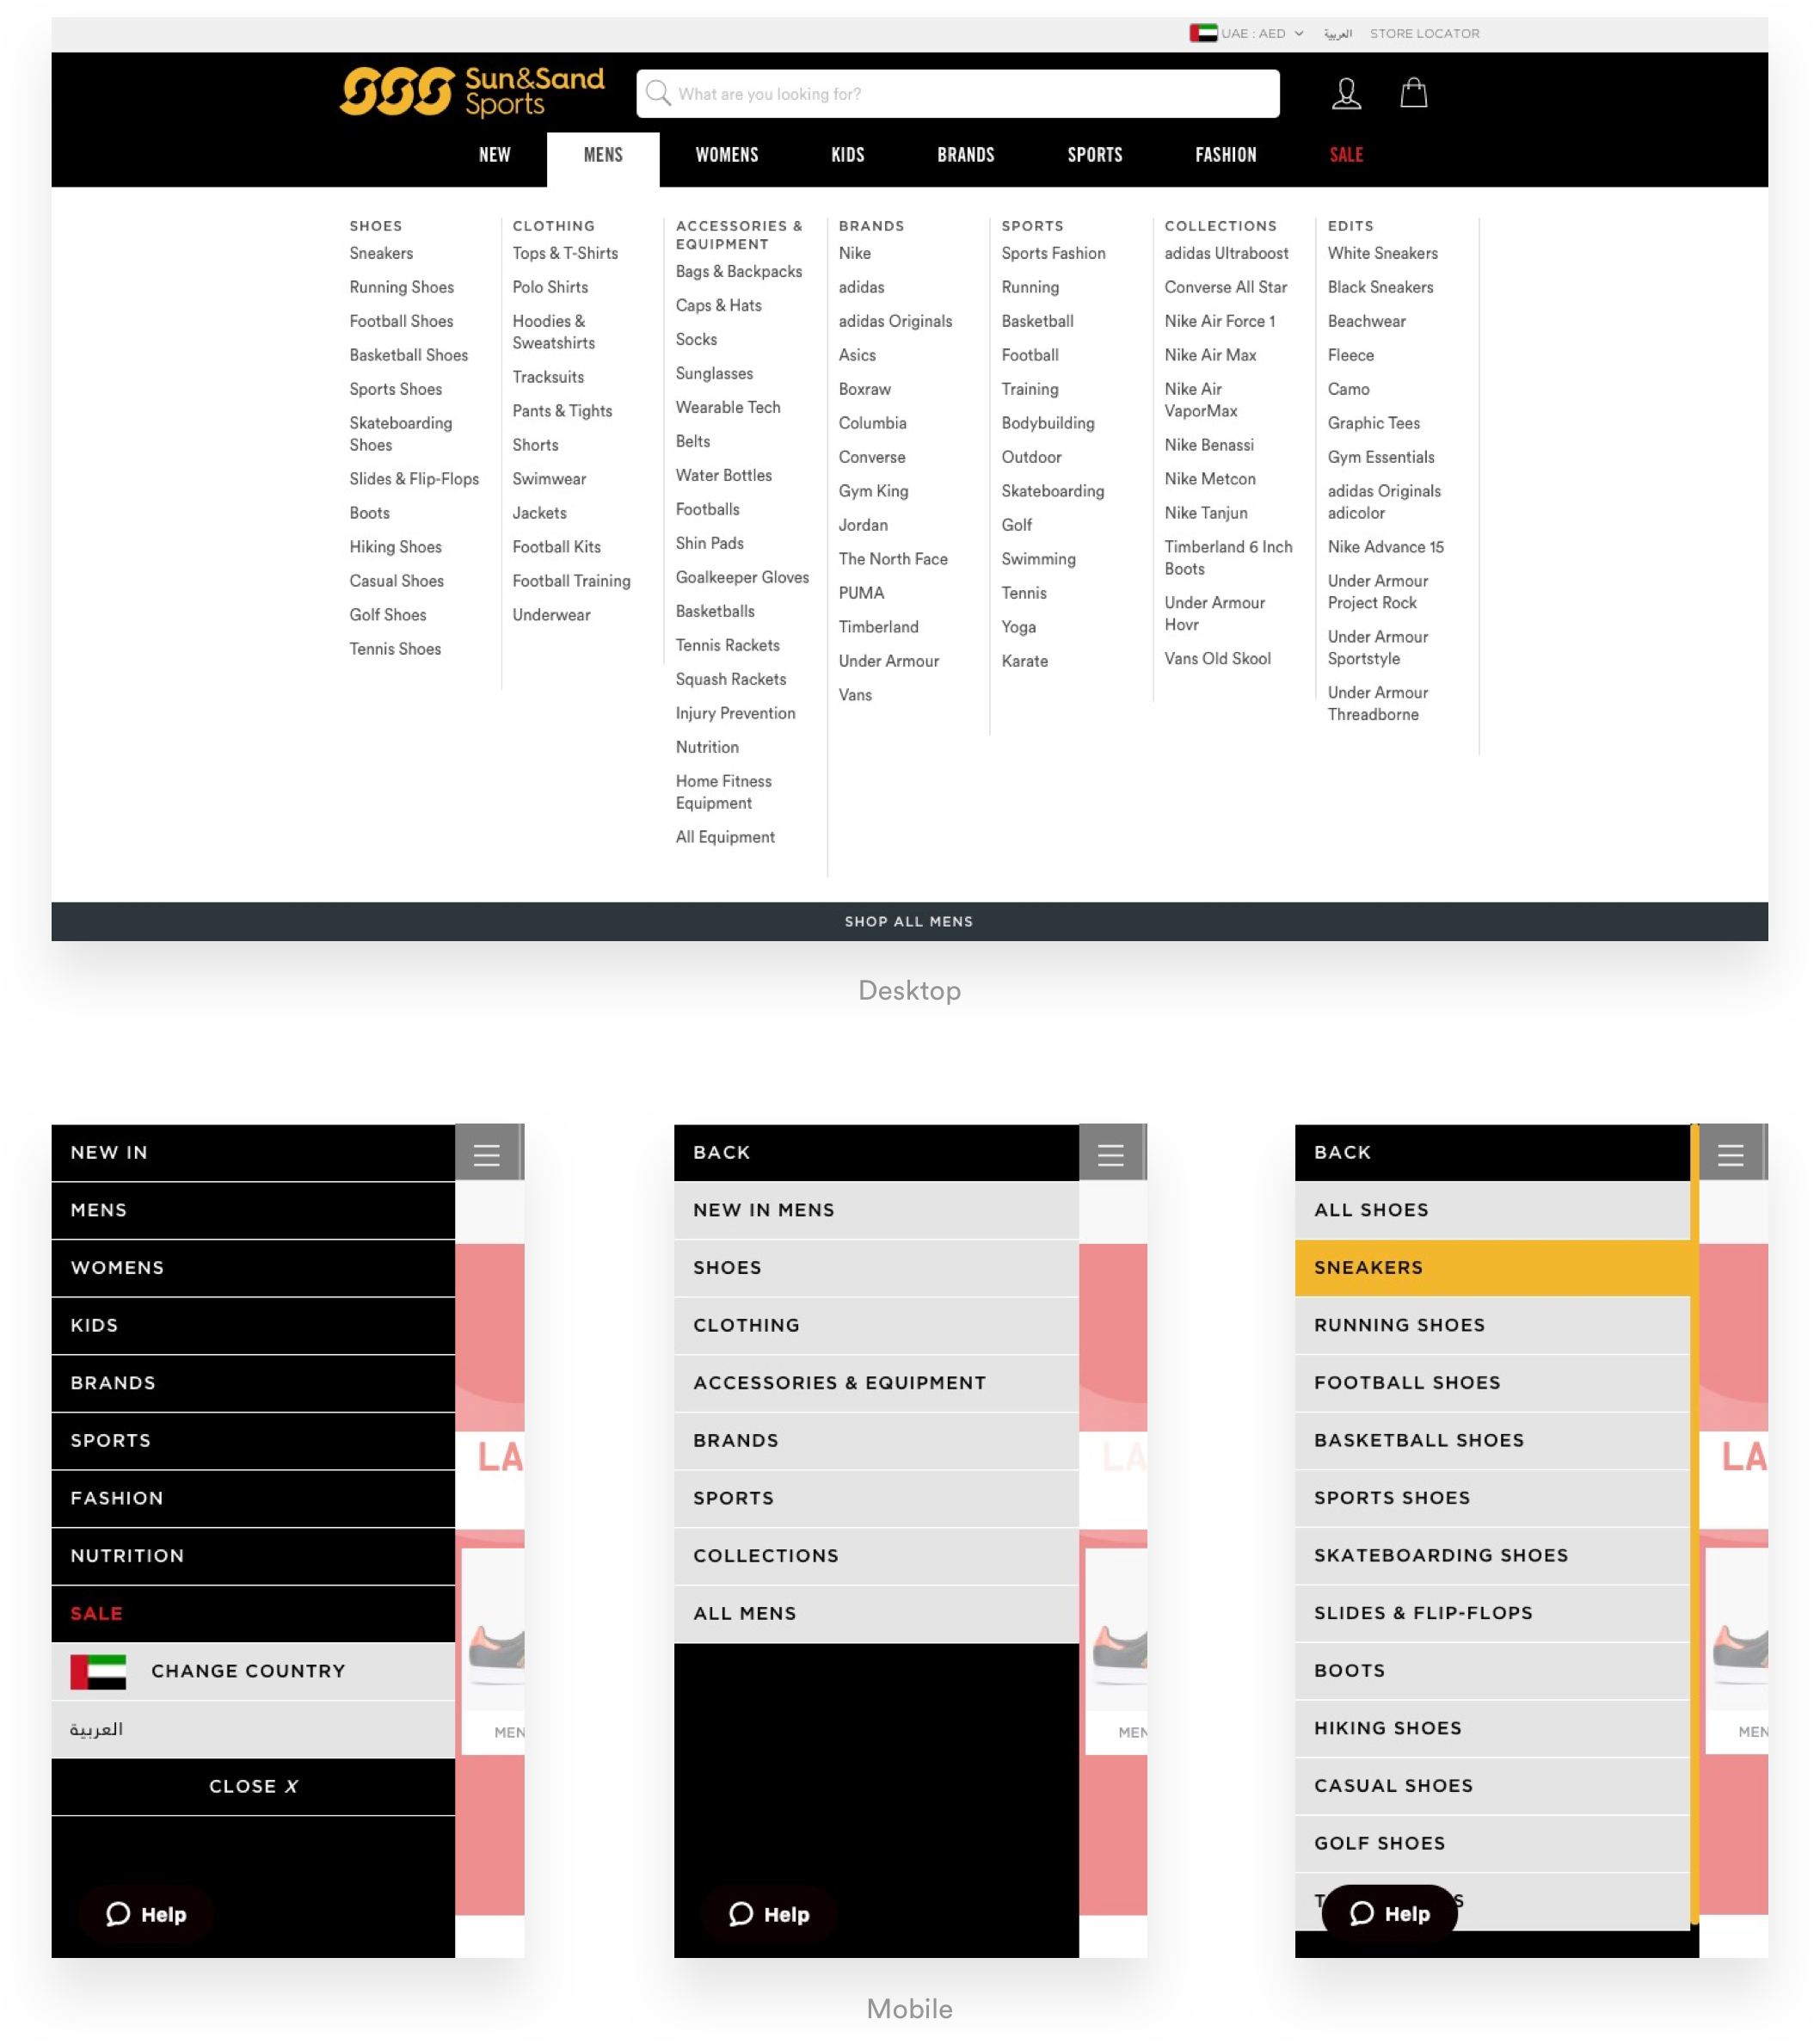 UAE : AED
العربية
STORE LOCATOR
Sun&Sand
Sports
What are you looking for?
NEW
MENS
WOMENS
KIDS
BRANDS
SPORTS
FASHION
SALE
SHOES
Sneakers
Running Shoes
Football Shoes
Basketball Shoes
Sports Shoes
Skateboarding
Shoes
Slides & Flip-Flops
Boots
Hiking Shoes
Casual Shoes
Golf Shoes
Tennis Shoes
CLOTHING
Tops & T-Shirts
Polo Shirts
Hoodies &
Sweatshirts
Tracksuits
Pants & Tights
Shorts
Swimwear
Jackets
Football Kits
Football Training
Underwear
ACCESSORIES &
EQUIPMENT
Bags & Backpacks
Caps & Hats
Socks
Sunglasses
Wearable Tech
Belts
Water Bottles
Footballs
Shin Pads
Goalkeeper Gloves
Basketballs
Tennis Rackets
Squash Rackets
Injury Prevention
Nutrition
Home Fitness
Equipment
All Equipment
BRANDS
Nike
adidas
adidas Originals
Asics
Boxraw
Columbia
Converse
Gym King
Jordan
The North Face
PUMA
Timberland
Under Armour
Vans
SPORTS
Sports Fashion
Running
Basketball
Football
Training
Bodybuilding
Outdoor
Skateboarding
Golf
Swimming
Tennis
Yoga
Karate
COLLECTIONS
adidas Ultraboost
Converse All Star
Nike Air Force 1
Nike Air Max
Nike Air
VaporMax
Nike Benassi
Nike Metcon
Nike Tanjun
Timberland 6 Inch
Boots
Under Armour
Hovr
Vans Old Skool
EDITS
White Sneakers
Black Sneakers
Beachwear
Fleece
Camo
Graphic Tees
Gym Essentials
adidas Originals
adicolor
Nike Advance 15
Under Armour
Project Rock
Under Armour
Sportstyle
Under Armour
Threadborne
SHOP ALL MENS
Desktop
NEW IN
MENS
WOMENS
KIDS
BRANDS
SPORTS
FASHION
NUTRITION
SALE
CHANGE COUNTRY
العربية
CLOSE X
Help
LA
MEN
BACK
NEW IN MENS
SHOES
CLOTHING
ACCESSORIES & EQUIPMENT
BRANDS
SPORTS
COLLECTIONS
ALL MENS
Help
LA
MEN
BACK
ALL SHOES
SNEAKERS
RUNNING SHOES
FOOTBALL SHOES
BASKETBALL SHOES
SPORTS SHOES
SKATEBOARDING SHOES
SLIDES & FLIP-FLOPS
BOOTS
HIKING SHOES
CASUAL SHOES
GOLF SHOES
Help
LA
MEN
Mobile